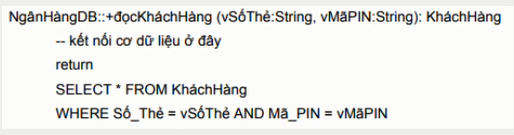 NgânHàngDB::+đọcKháchHàng (vSốThẻ:String, vMãPIN:String): KháchHàng
-- kết nối cơ dữ liệu ở đây
return
SELECT * FROM KháchHàng
WHERE Số_Thẻ = vSốThẻ AND Mã_PIN = vMãPIN